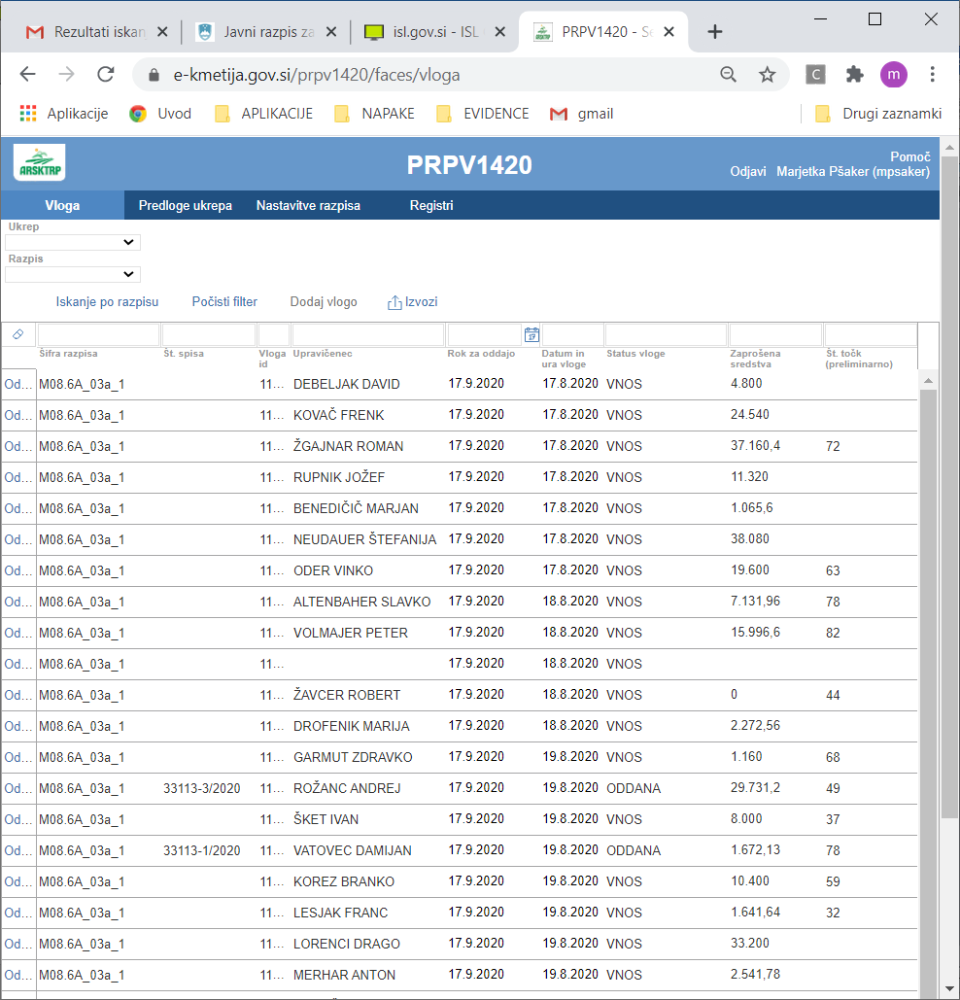 Rezultati iskan
Javni razpis za
isl.gov.si - ISL
PRPV1420 - Se
e-kmetija.gov.si/prpv1420/faces/vloga
C
m
Aplikacije Uvod APLIKACIJE NAPAKE EVIDENCE gmail Drugi zaznamki
ARSKTRP
PRPV1420
Pomoč
Odjavi Marjetka Pšaker (mpsaker)
Vloga Predloge ukrepa Nastavitve razpisa Registri
Ukrep
Razpis
Iskanje po razpisu Počisti filter Dodaj vlogo Izvozi
17
Šifra razpisa Št. spisa Vloga id Upravičenec Rok za oddajo Datum in ura vloge Status vloge Zaprošena sredstva Št. točk (preliminarno)
Od... M08.6A_03a_1 11... DEBELJAK DAVID 17.9.2020 17.8.2020 VNOS 4.800
Od... M08.6A_03a_1 11... KOVAČ FRENK 17.9.2020 17.8.2020 VNOS 24.540
Od... M08.6A_03a_1 11... ŽGAJNAR ROMAN 17.9.2020 17.8.2020 VNOS 37.160,4 72
Od... M08.6A_03a_1 11... RUPNIK JOŽEF 17.9.2020 17.8.2020 VNOS 11.320
Od... M08.6A_03a_1 11... BENEDIČIČ MARJAN 17.9.2020 17.8.2020 VNOS 1.065,6
Od... M08.6A_03a_1 11... NEUDAUER ŠTEFANIJA 17.9.2020 17.8.2020 VNOS 38.080
Od... M08.6A_03a_1 11... ODER VINKO 17.9.2020 17.8.2020 VNOS 19.600 63
Od... M08.6A_03a_1 11... ALTENBAHER SLAVKO 17.9.2020 18.8.2020 VNOS 7.131,96 78
Od... M08.6A_03a_1 11... VOLMAJER PETER 17.9.2020 18.8.2020 VNOS 15.996,6 82
Od... M08.6A_03a_1 11... 17.9.2020 18.8.2020 VNOS
Od... M08.6A_03a_1 11... ŽAVCER ROBERT 17.9.2020 18.8.2020 VNOS 0 44
Od... M08.6A_03a_1 11... DROFENIK MARIJA 17.9.2020 18.8.2020 VNOS 2.272,56
Od... M08.6A_03a_1 11... GARMUT ZDRAVKO 17.9.2020 19.8.2020 VNOS 1.160 68
Od... M08.6A_03a_1 33113-3/2020 11... ROŽANC ANDREJ 17.9.2020 19.8.2020 ODDANA 29.731,2 49
Od... M08.6A_03a_1 11... ŠKET IVAN 17.9.2020 19.8.2020 VNOS 8.000 37
Od... M08.6A_03a_1 33113-1/2020 11... VATOVEC DAMIJAN 17.9.2020 19.8.2020 ODDANA 1.672,13 78
Od... M08.6A_03a_1 11... KOREZ BRANKO 17.9.2020 19.8.2020 VNOS 10.400 59
Od... M08.6A_03a_1 11... LESJAK FRANC 17.9.2020 19.8.2020 VNOS 1.641,64 32
Od... M08.6A_03a_1 11... LORENCI DRAGO 17.9.2020 19.8.2020 VNOS 33.200
Od... M08.6A_03a_1 11... MERHAR ANTON 17.9.2020 19.8.2020 VNOS 2.541,78